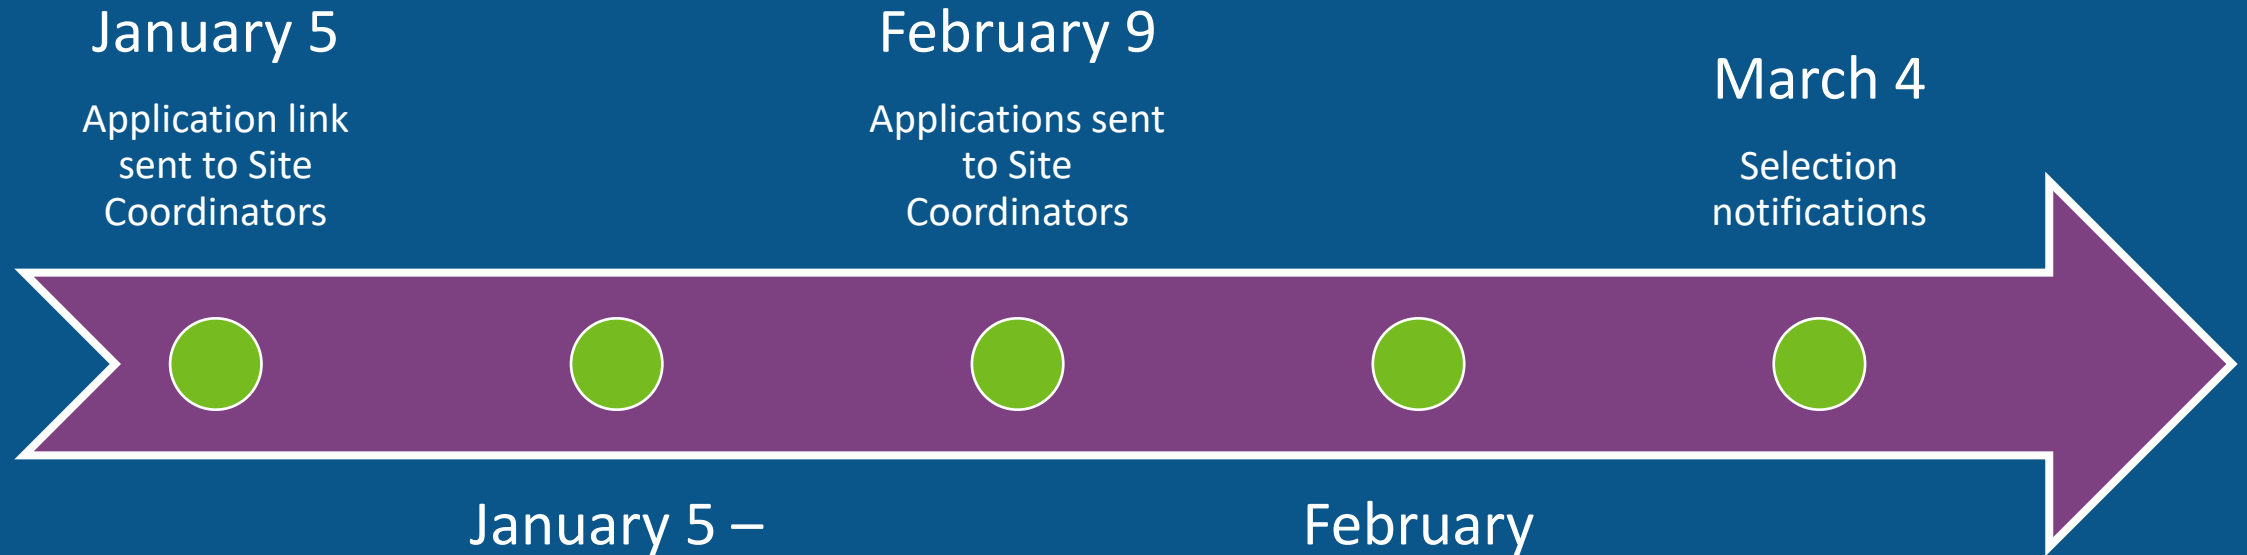 January 5
Application link
sent to Site
Coordinators
February 9
Applications sent
to Site
Coordinators
March 4
Selection
notifications
January 5 –
February